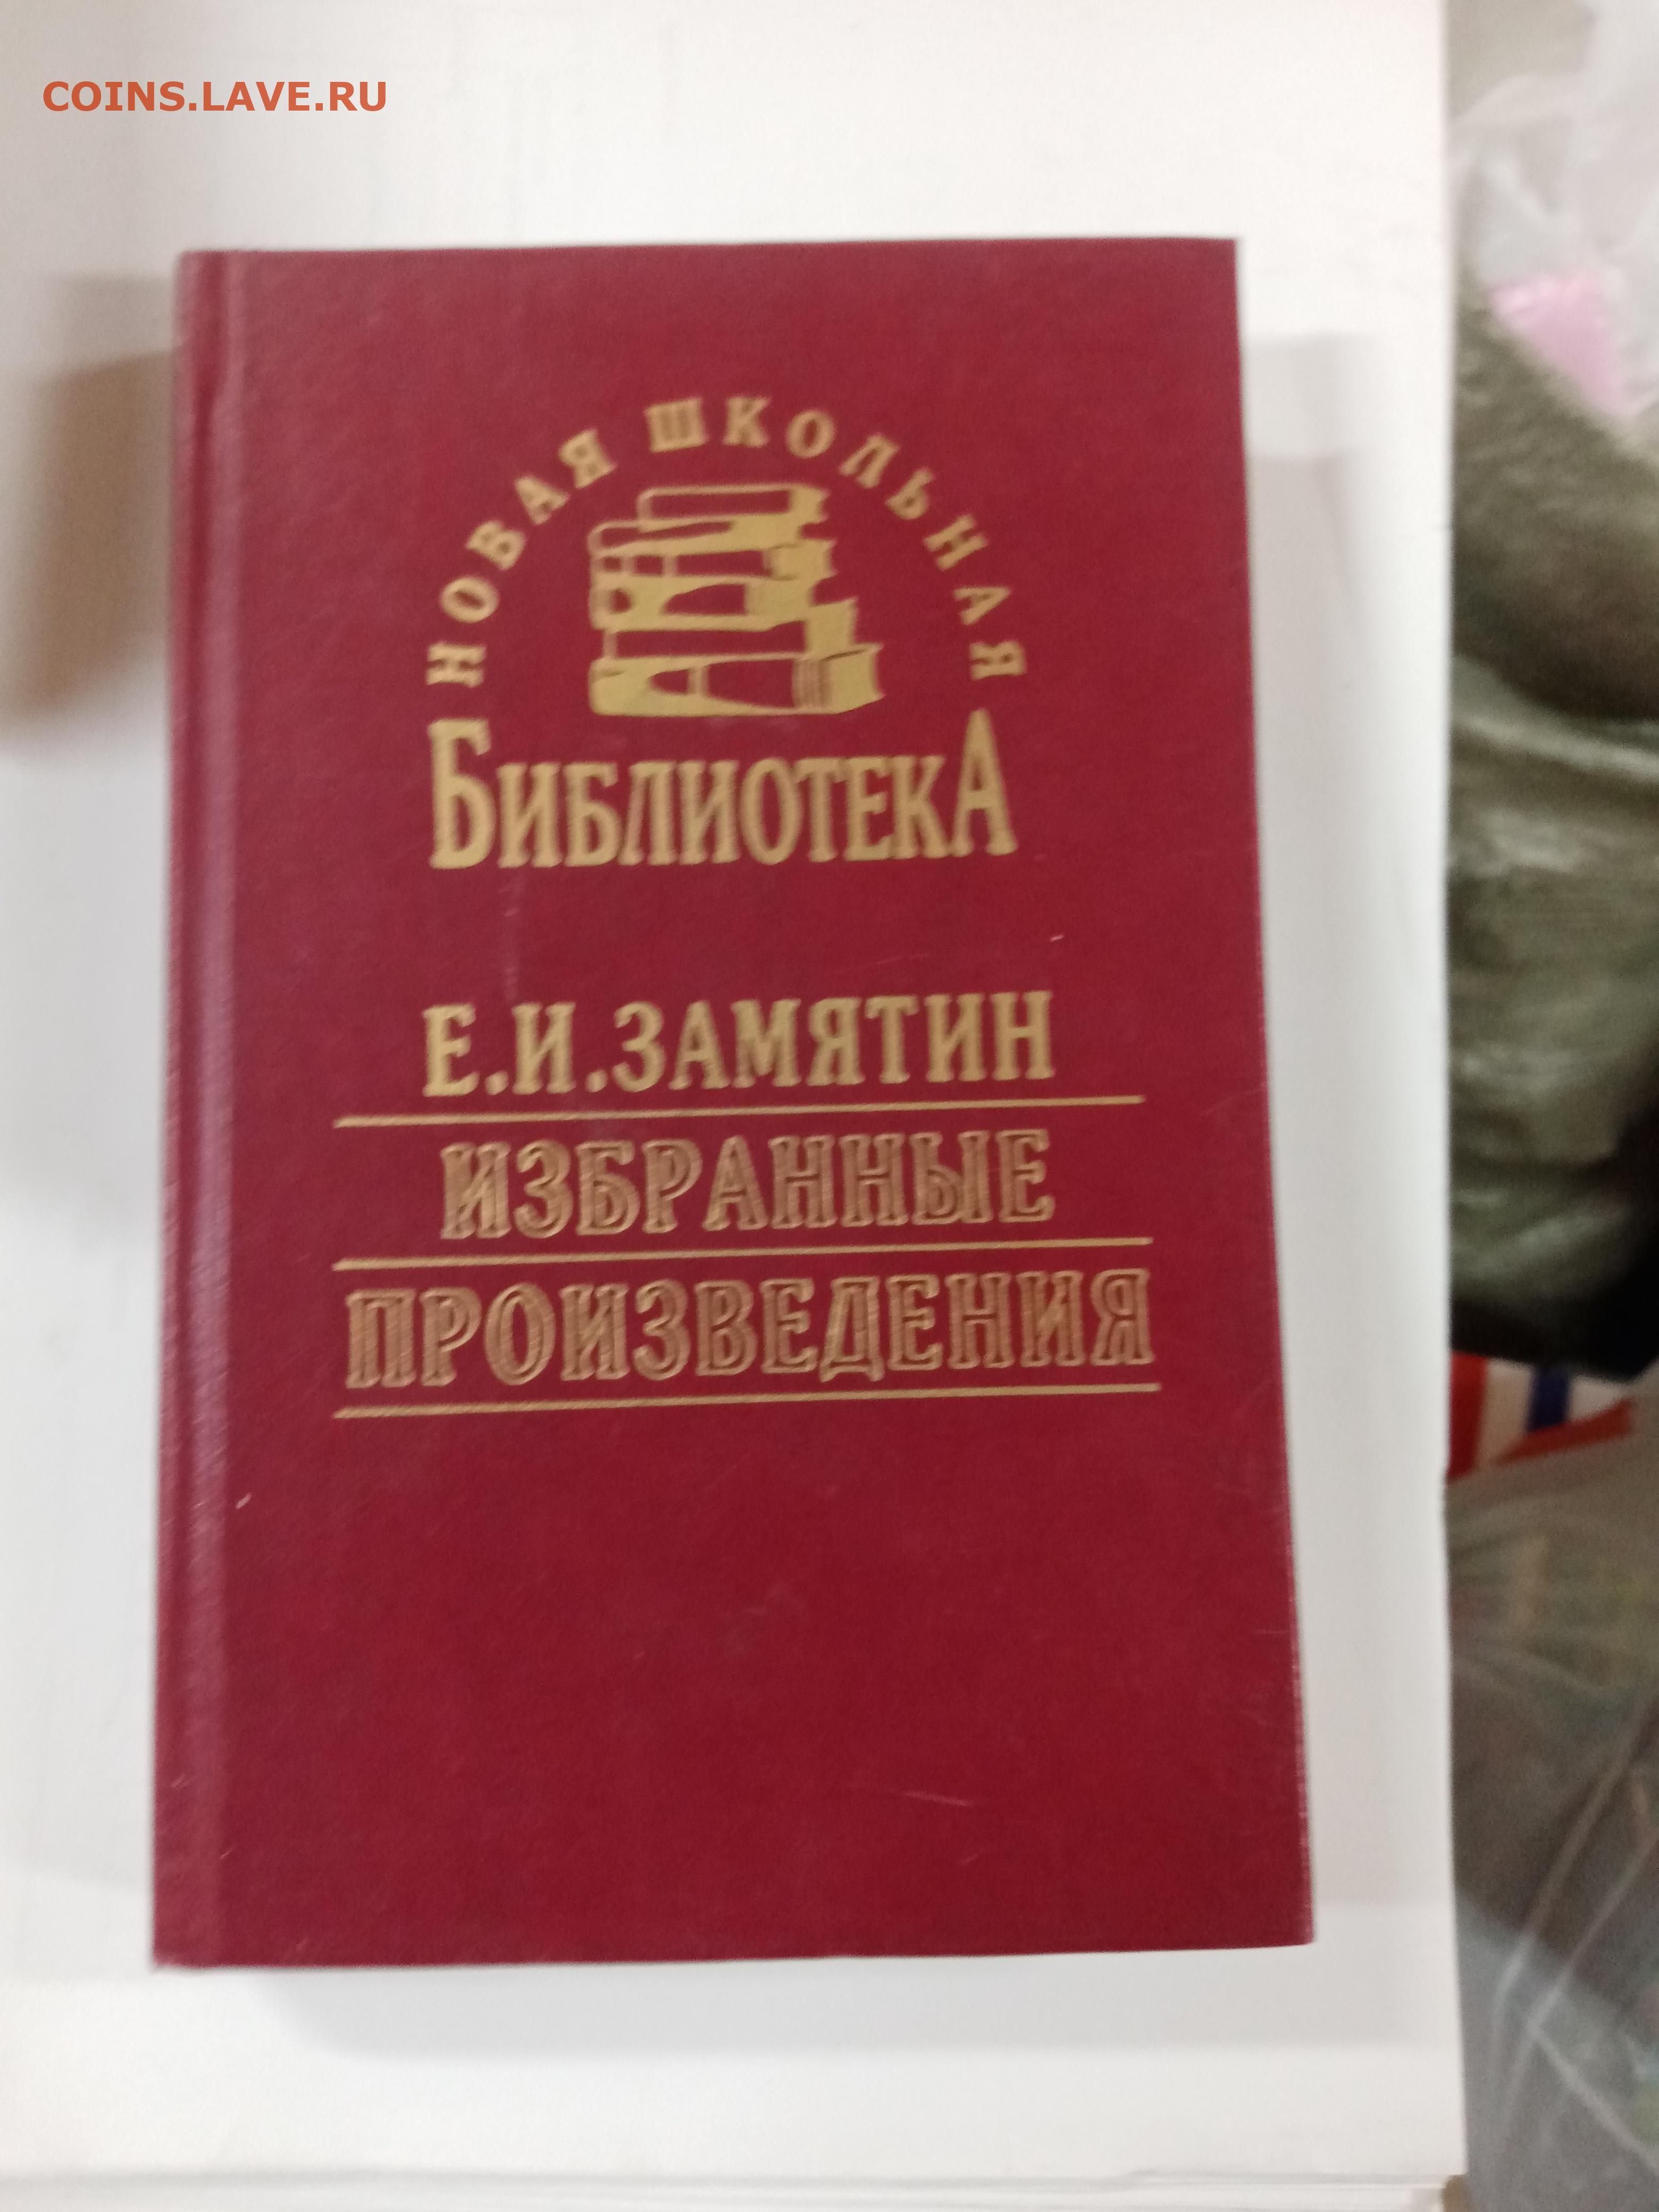 COINS.LAVE.RU
НОВАЯ ШКОЛЬНАЯ
БИБЛИОТЕКА
Е.И.ЗАМЯТИН
ИЗБРАННЫЕ
ПРОИЗВЕДЕНИЯ